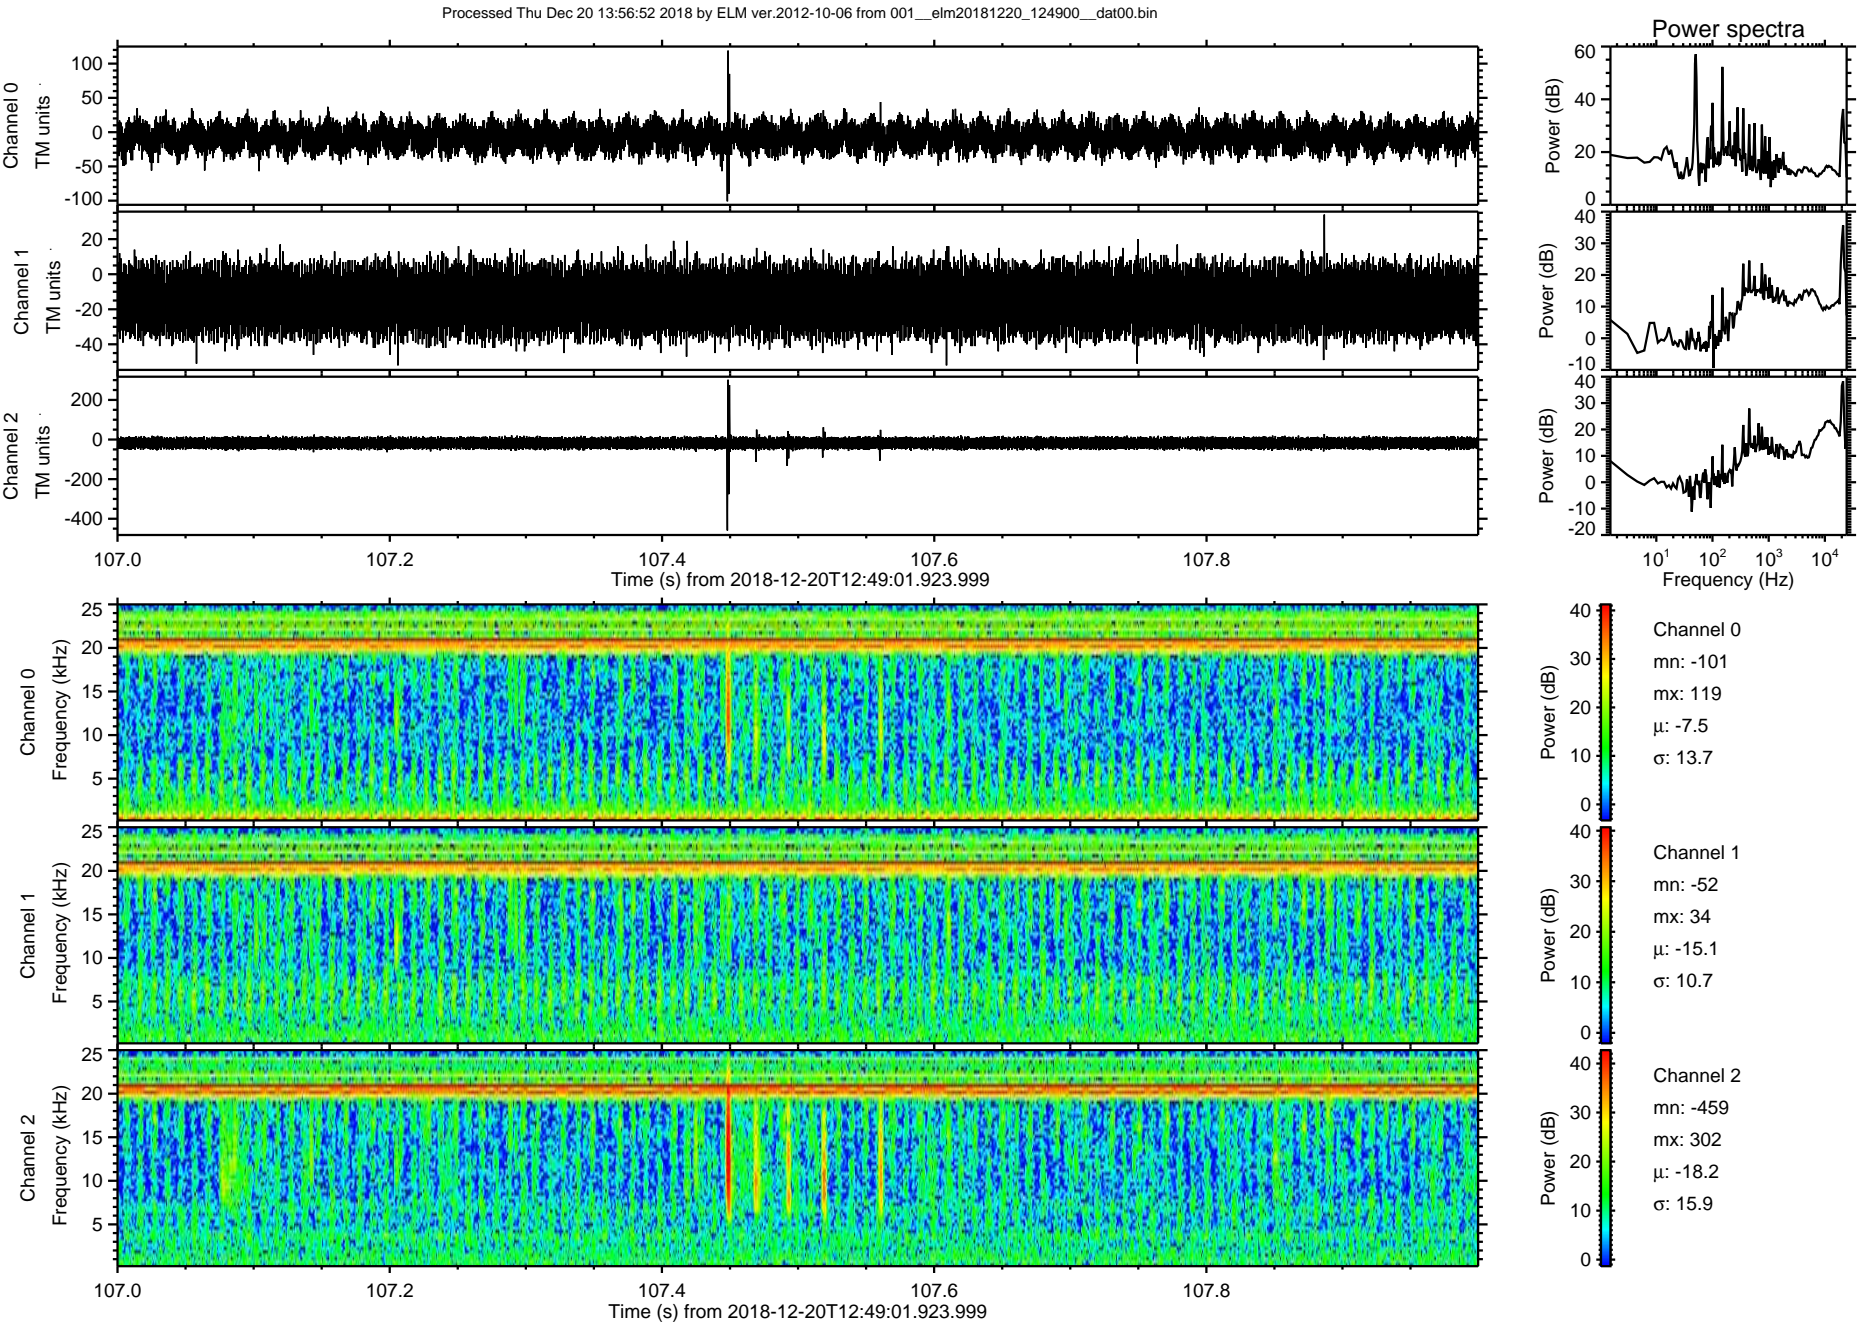 Processed Thu Dec 20 13:56:52 2018 by ELM ver.2012-10-06 from 001__elm20181220_124900__dat00.bin
Power spectra
Channel 0
TM units
100
50
0
-50
-100
Power (dB)
60
40
20
0
Channel 1
TM units
20
0
-20
-40
Power (dB)
40
30
20
10
0
-10
Channel 2
TM units
200
0
-200
-400
Power (dB)
40
30
20
10
0
-10
-20
107.0 107.2 107.4 107.6 107.8
Time (s) from 2018-12-20T12:49:01.923.999
10¹ 10² 10³ 10⁴
Frequency (Hz)
Channel 0
Frequency (kHz)
25
20
15
10
5
Power (dB)
40
30
20
10
0
Channel 0
mn: -101
mx: 119
μ: -7.5
σ: 13.7
Channel 1
Frequency (kHz)
25
20
15
10
5
Power (dB)
40
30
20
10
0
Channel 1
mn: -52
mx: 34
μ: -15.1
σ: 10.7
Channel 2
Frequency (kHz)
25
20
15
10
5
Power (dB)
40
30
20
10
0
Channel 2
mn: -459
mx: 302
μ: -18.2
σ: 15.9
107.0 107.2 107.4 107.6 107.8
Time (s) from 2018-12-20T12:49:01.923.999